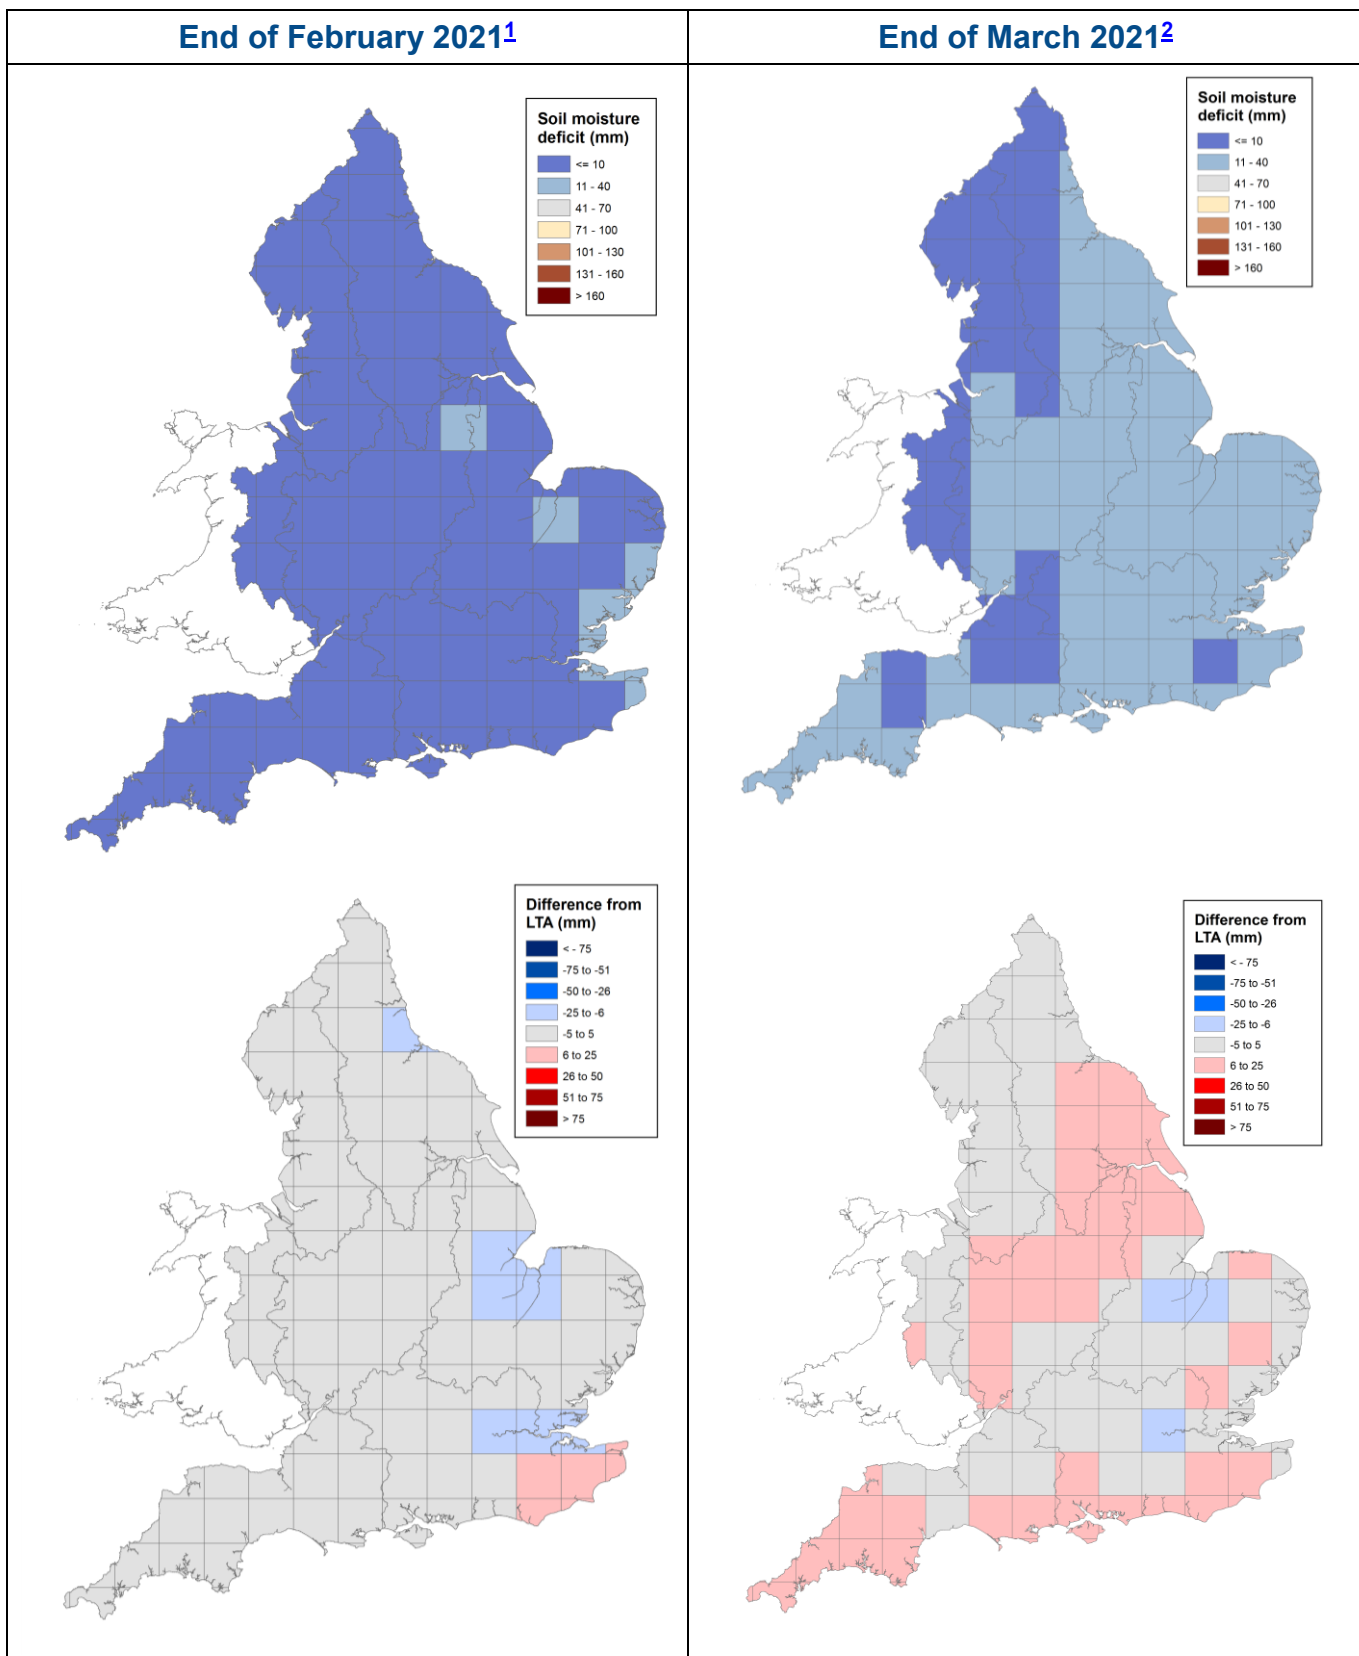 End of February 2021¹
End of March 2021²
Soil moisture
deficit (mm)
<= 10
11 - 40
41 - 70
71 - 100
101 - 130
131 - 160
> 160
Soil moisture
deficit (mm)
<= 10
11 - 40
41 - 70
71 - 100
101 - 130
131 - 160
> 160
Difference from
LTA (mm)
< - 75
-75 to -51
-50 to -26
-25 to -6
-5 to 5
6 to 25
26 to 50
51 to 75
> 75
Difference from
LTA (mm)
< - 75
-75 to -51
-50 to -26
-25 to -6
-5 to 5
6 to 25
26 to 50
51 to 75
> 75